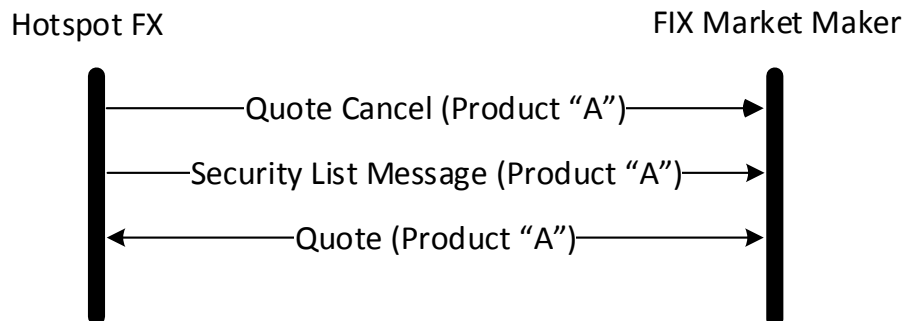 Hotspot FX
FIX Market Maker
Quote Cancel (Product “A”)
Security List Message (Product “A”)
Quote (Product “A”)